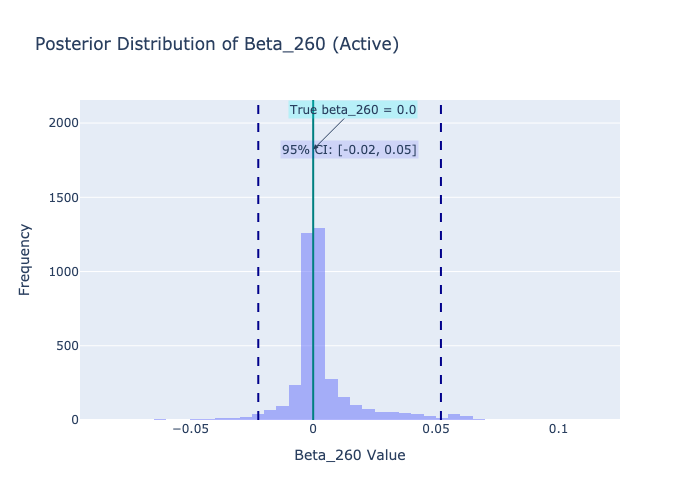 Posterior Distribution of Beta_260 (Active)
True beta_260 = 0.0
95% CI: [-0.02, 0.05]
2000
1500
1000
500
0
Frequency
−0.05
0
0.05
0.1
Beta_260 Value